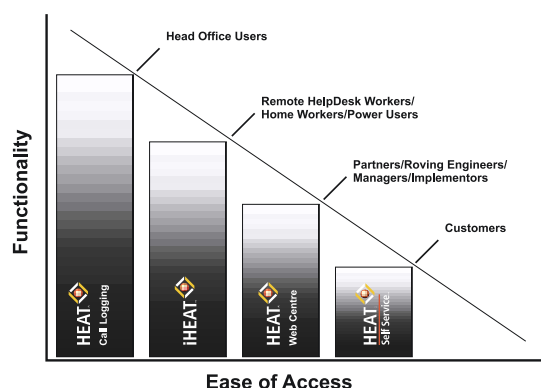 Head Office Users
Remote HelpDesk Workers/
Home Workers/Power Users
Partners/Roving Engineers/
Managers/Implementors
Customers
Functionality
HEAT
Call Logging
iHEAT
HEAT
Web Centre
HEAT
Self Service
Ease of Access